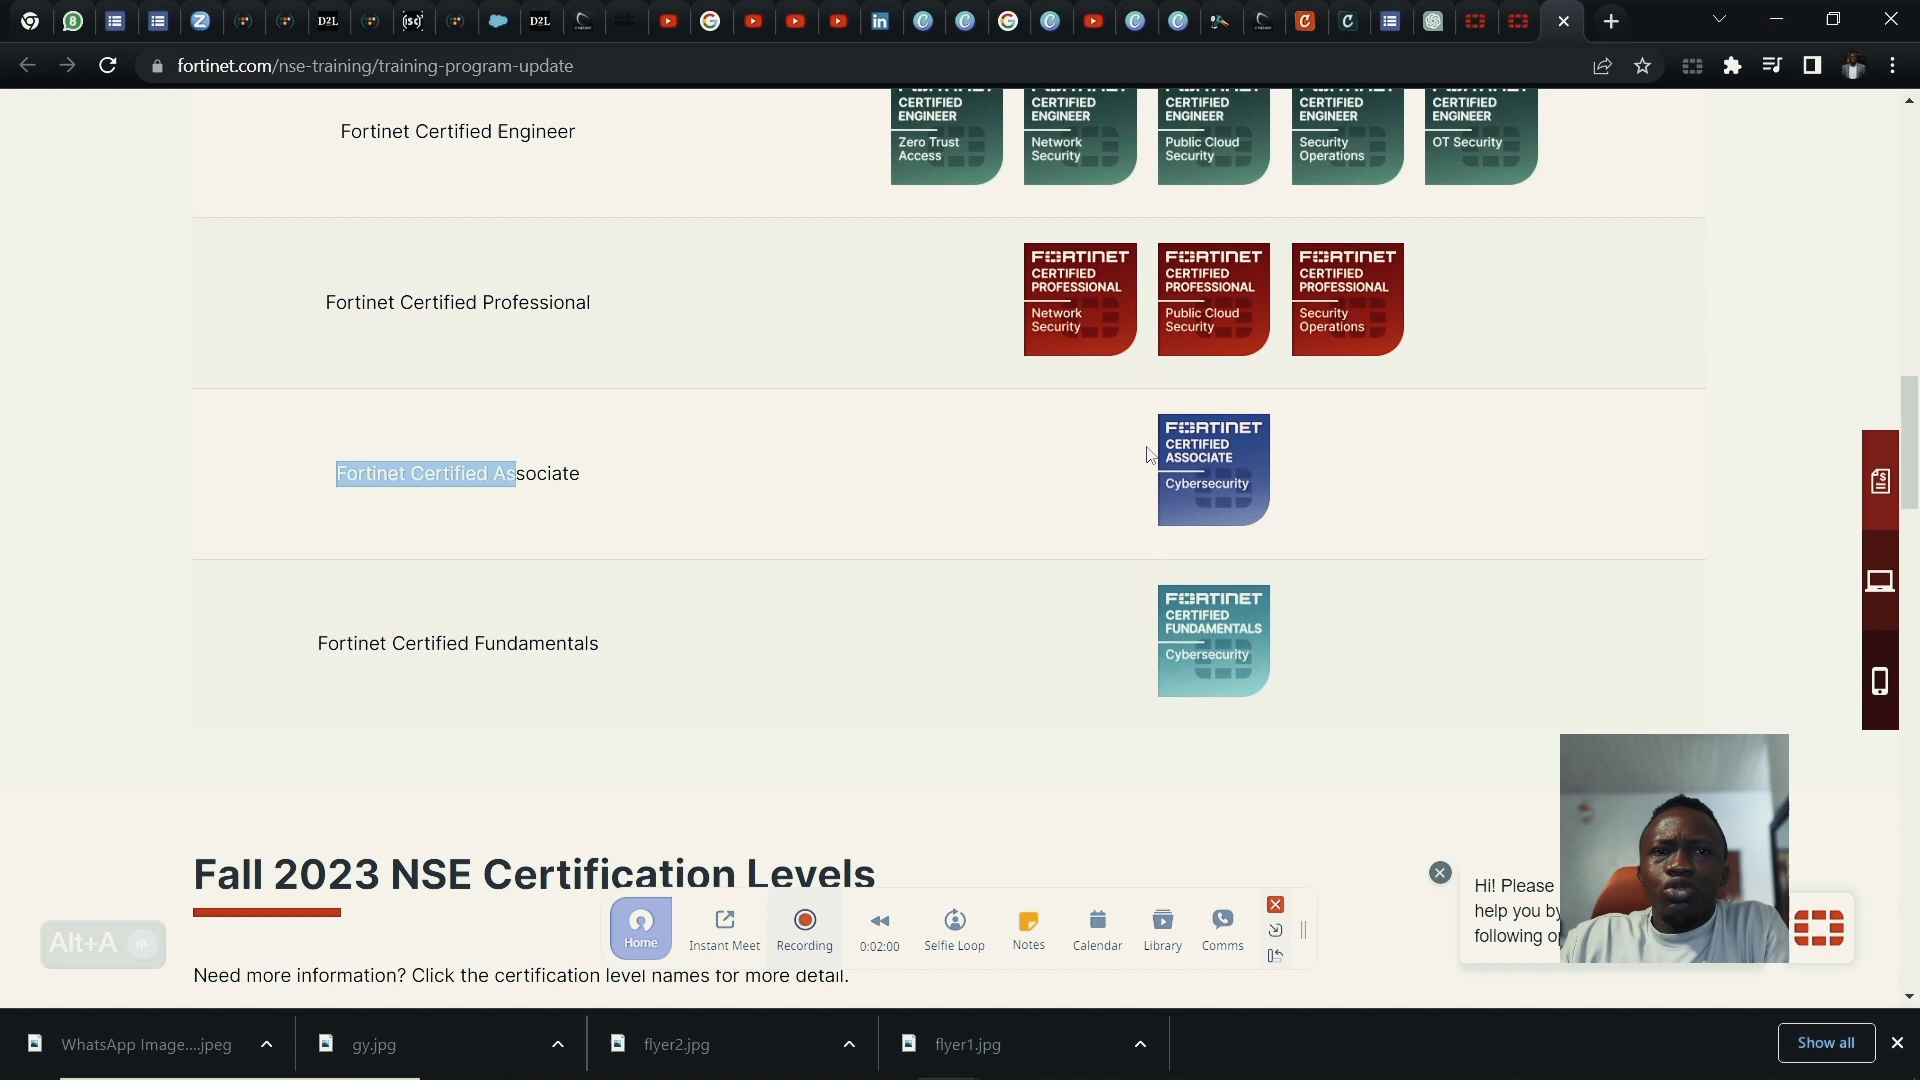 fortinet.com/nse-training/training-program-update
Fortinet Certified Engineer
CERTIFIED
ENGINEER
Zero Trust
Access
CERTIFIED
ENGINEER
Network
Security
CERTIFIED
ENGINEER
Public Cloud
Security
CERTIFIED
ENGINEER
Security
Operations
CERTIFIED
ENGINEER
OT Security
Fortinet Certified Professional
FORTINET
CERTIFIED
PROFESSIONAL
Network
Security
FORTINET
CERTIFIED
PROFESSIONAL
Public Cloud
Security
FORTINET
CERTIFIED
PROFESSIONAL
Security
Operations
Fortinet Certified Associate
FORTINET
CERTIFIED
ASSOCIATE
Cybersecurity
Fortinet Certified Fundamentals
FORTINET
CERTIFIED
FUNDAMENTALS
Cybersecurity
Fall 2023 NSE Certification Levels
Need more information? Click the certification level names for more detail.
Alt+A
Home
Instant Meet
Recording
0:02:00
Selfie Loop
Notes
Calendar
Library
Comms
Hi! Please
help you by
following
WhatsApp Image....jpeg
gy.jpg
flyer2.jpg
flyer1.jpg
Show all